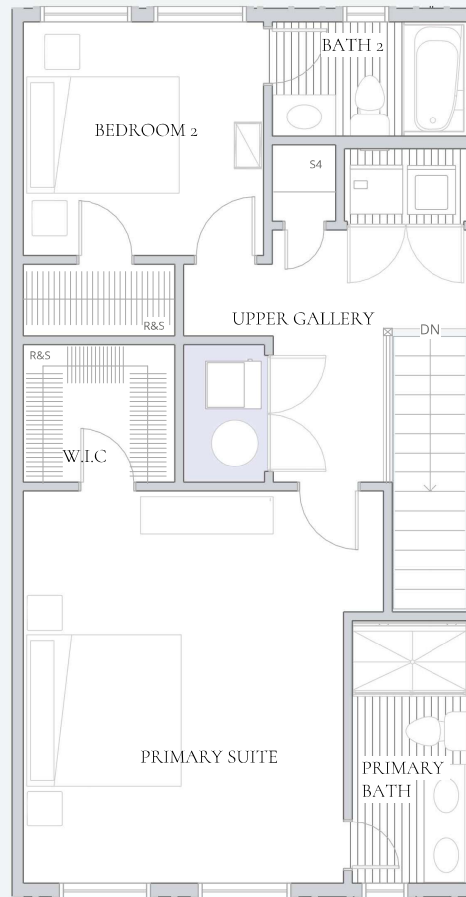 BATH 2
BEDROOM 2
S4
R&S
UPPER GALLERY
DN
R&S
W.I.C
PRIMARY SUITE
PRIMARY
BATH